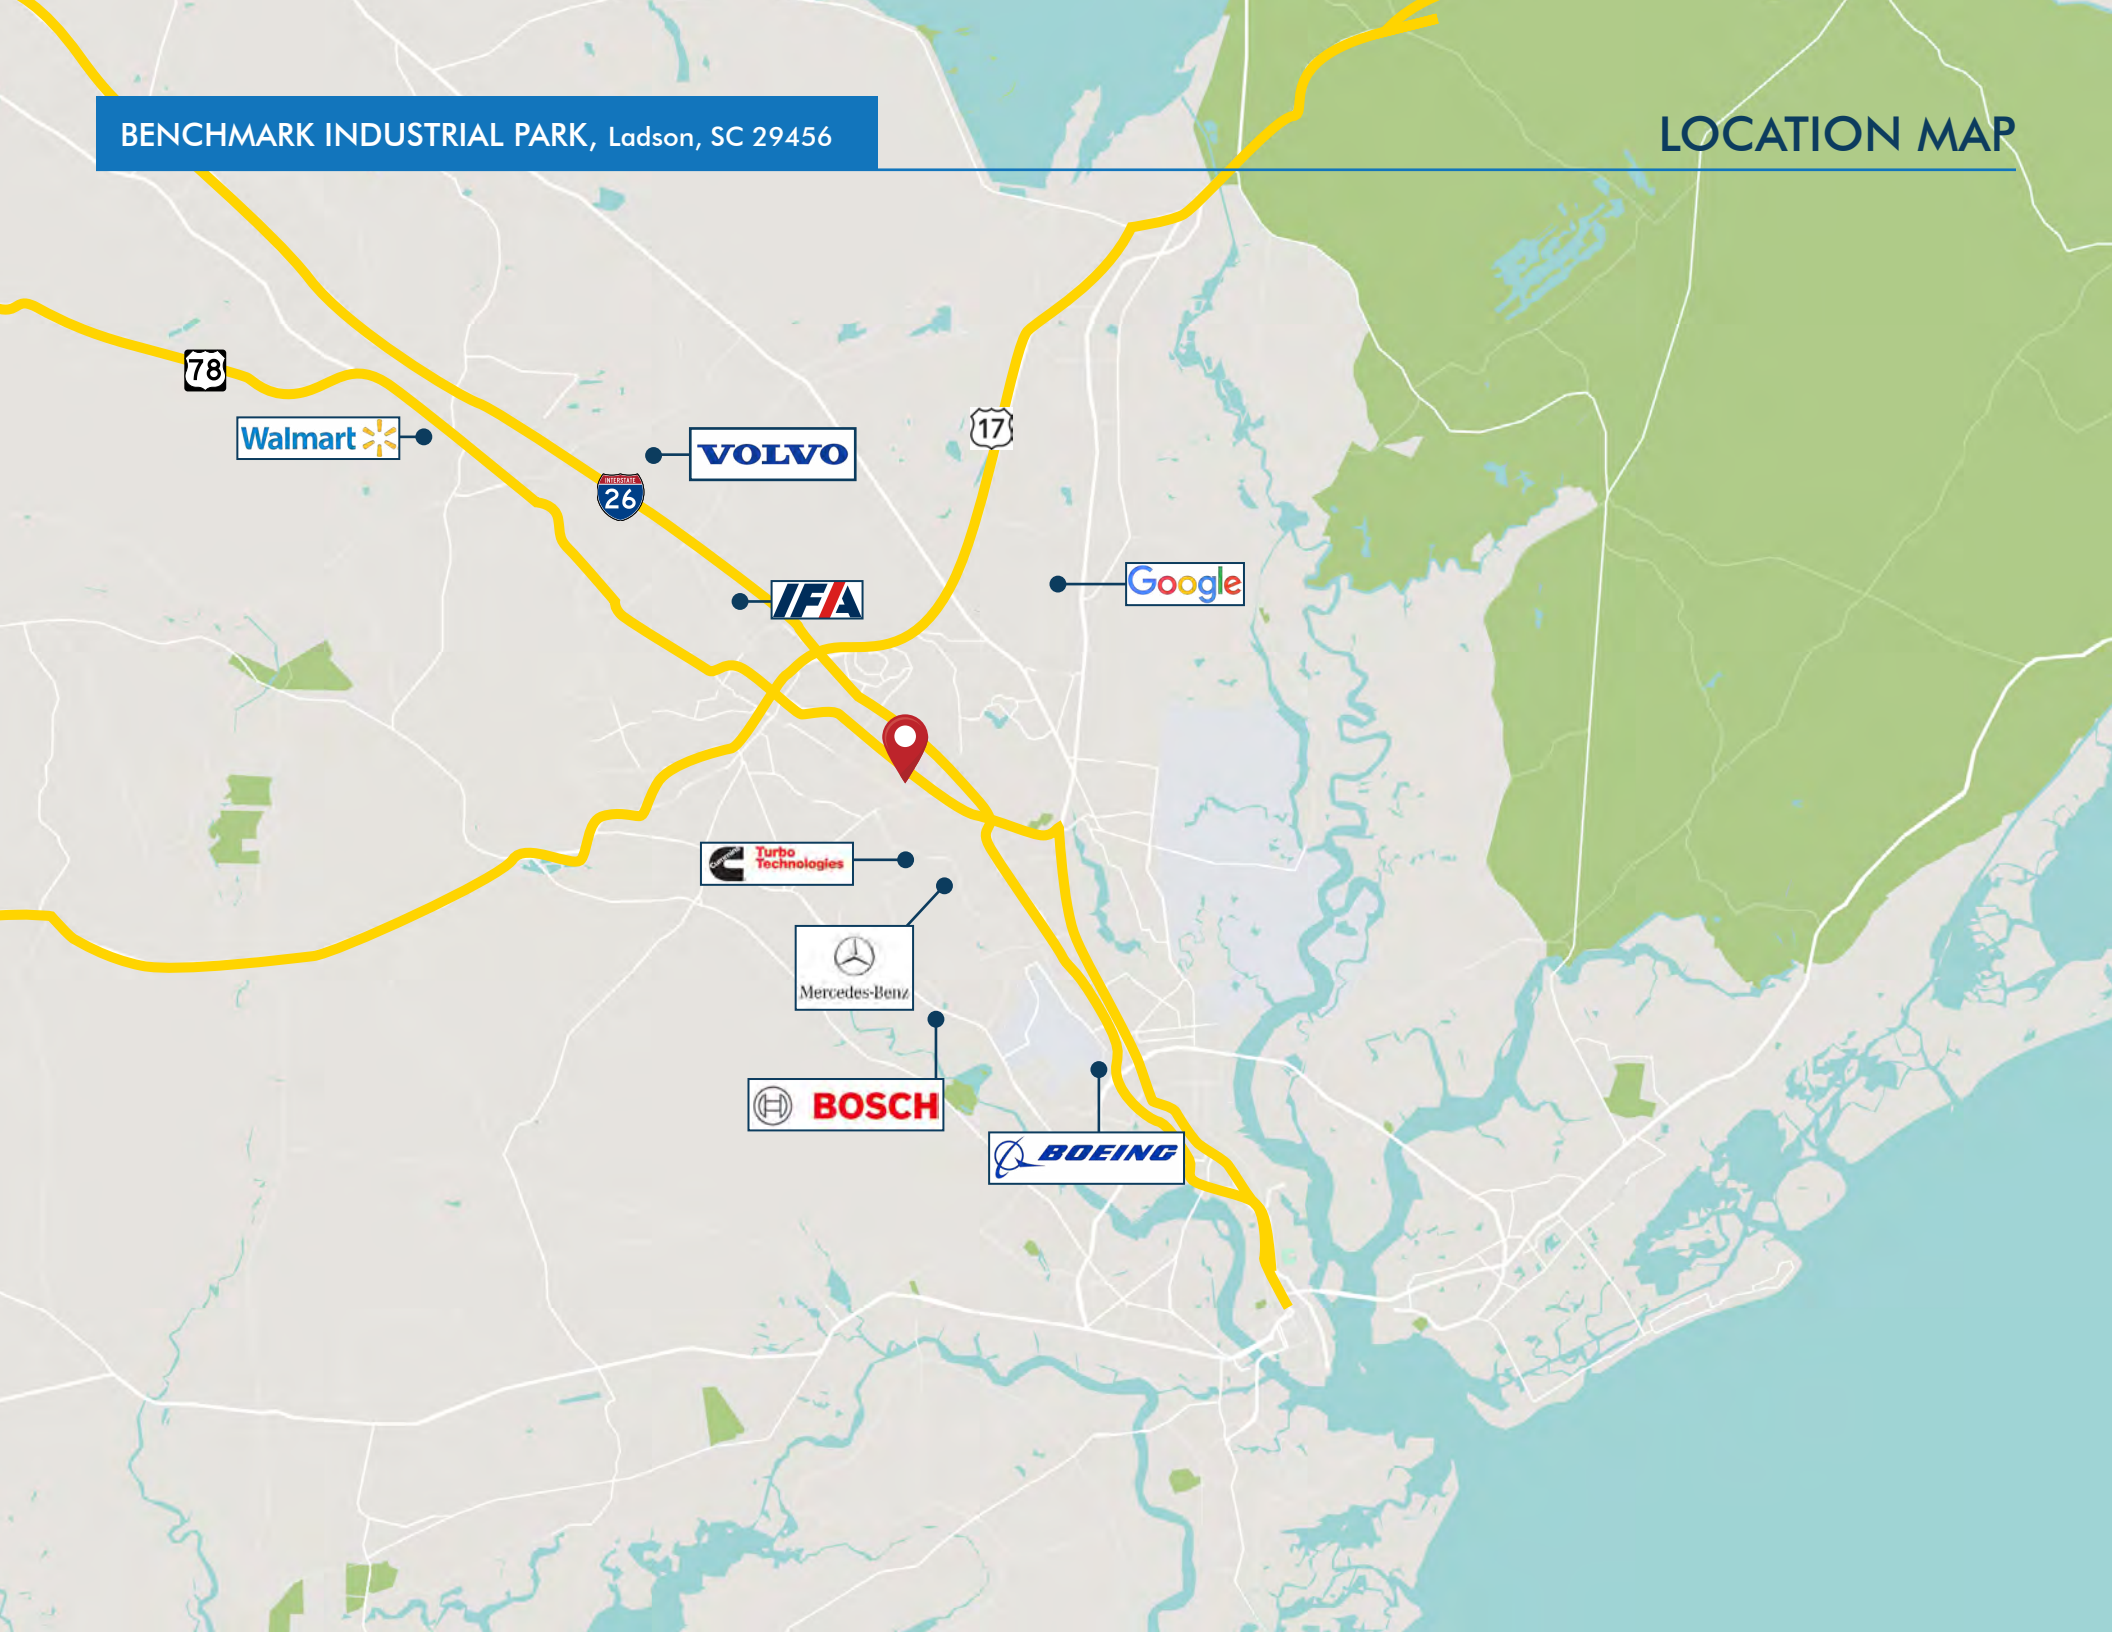 BENCHMARK INDUSTRIAL PARK, Ladson, SC 29456
LOCATION MAP
78
Walmart
VOLVO
17
INTERSTATE
26
IFA
Google
Cummins
Turbo
Technologies
Mercedes-Benz
BOSCH
BOEING